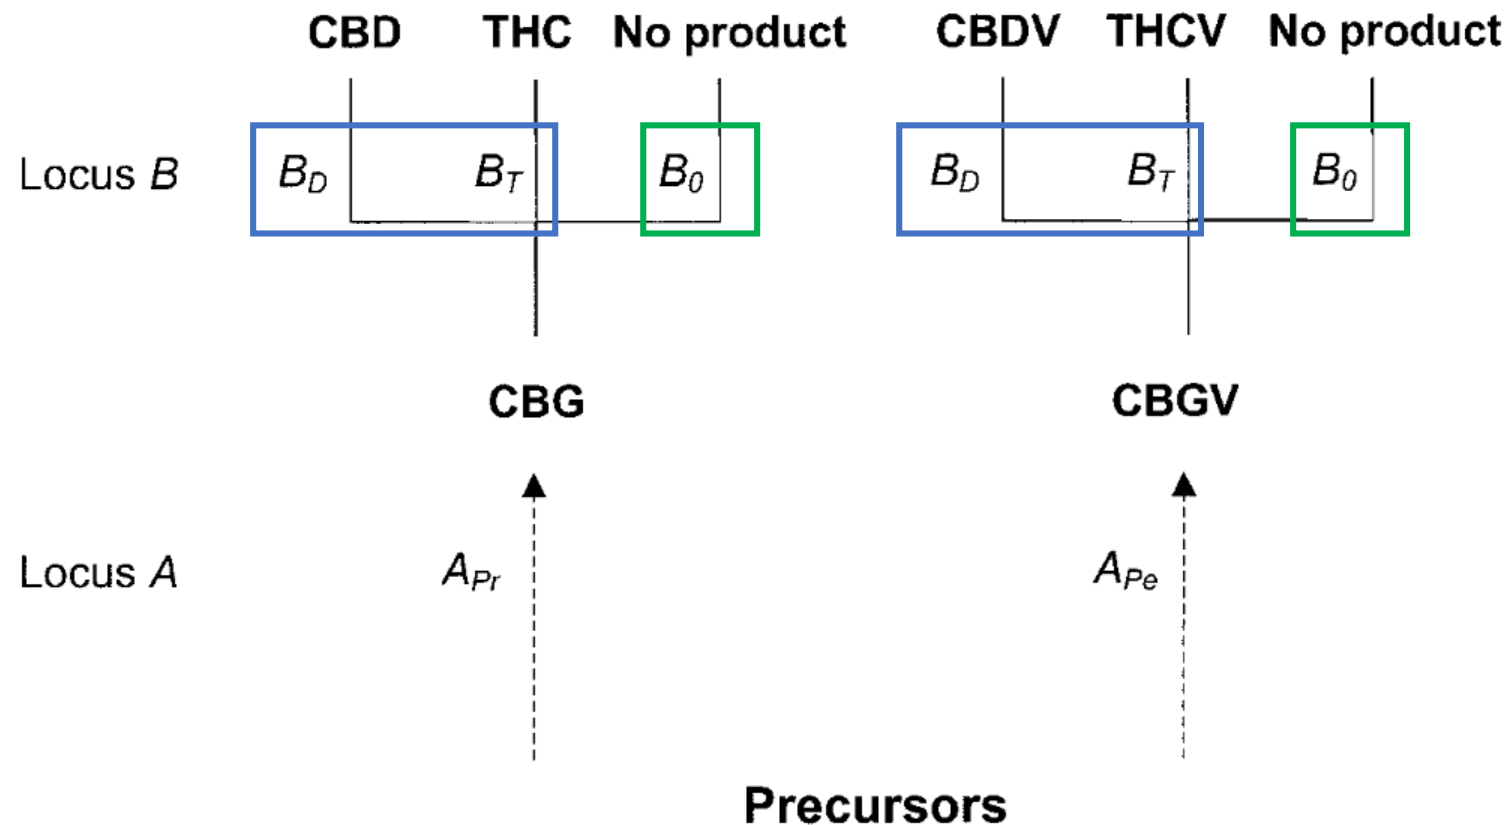 CBD THC No product CBDV THCV No product
Locus B B_D B_T B_0 B_D B_T B_0
CBG CBGV
Locus A A_Pr A_Pe
Precursors